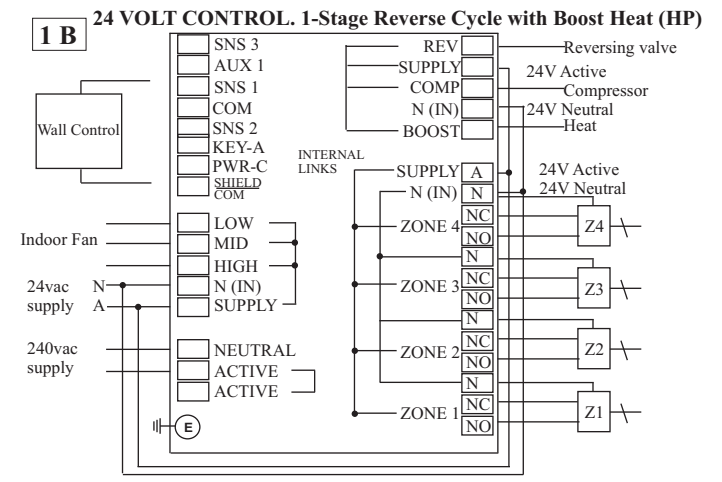 1 B
24 VOLT CONTROL. 1-Stage Reverse Cycle with Boost Heat (HP)
SNS 3
AUX 1
SNS 1
COM
SNS 2
KEY-A
PWR-C
SHIELD
COM
Wall Control
LOW
MID
HIGH
N (IN)
SUPPLY
Indoor Fan
24vac
supply
N
A
240vac
supply
NEUTRAL
ACTIVE
ACTIVE
E
INTERNAL
LINKS
REV
SUPPLY
COMP
N (IN)
BOOST
Reversing valve
24V Active
Compressor
24V Neutral
Heat
SUPPLY
A
24V Active
N (IN)
N
24V Neutral
ZONE 4
NC
NO
Z4
N
ZONE 3
NC
NO
Z3
N
ZONE 2
NC
NO
Z2
N
ZONE 1
NC
NO
Z1